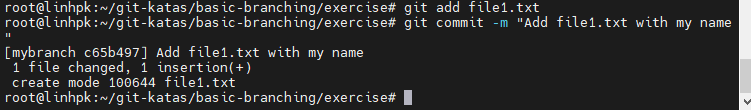 root@linhpk:~/git-katas/basic-branching/exercise# git add file1.txt
root@linhpk:~/git-katas/basic-branching/exercise# git commit -m "Add file1.txt with my name
"
[mybranch c65b497] Add file1.txt with my name
 1 file changed, 1 insertion(+)
 create mode 100644 file1.txt
root@linhpk:~/git-katas/basic-branching/exercise#